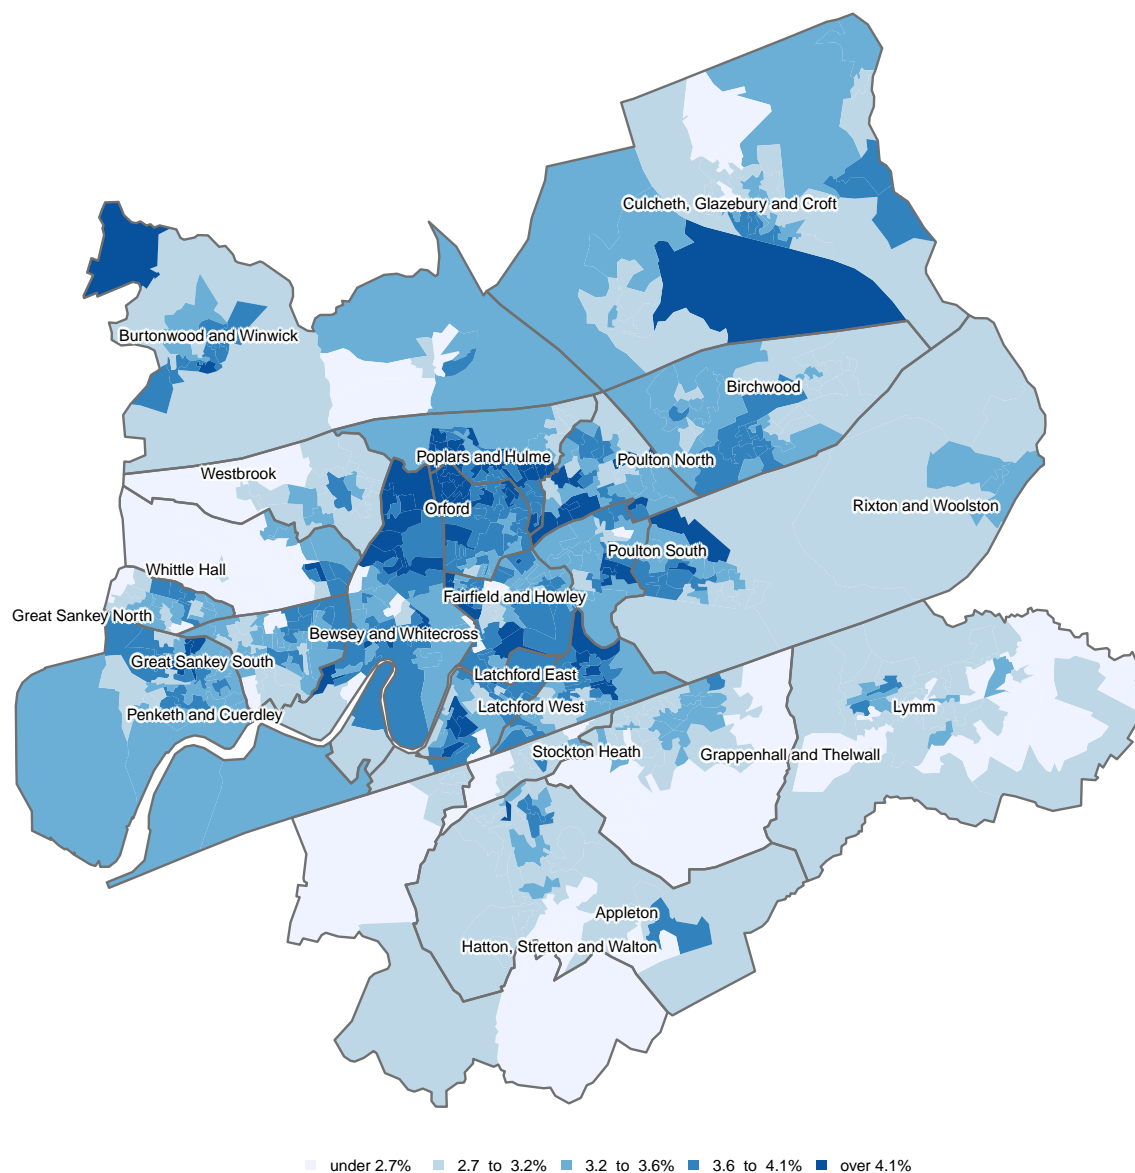 Culcheth, Glazebury and Croft
Burtonwood and Winwick
Birchwood
Poplars and Hulme
Poulton North
Westbrook
Orford
Rixton and Woolston
Poulton South
Whittle Hall
Fairfield and Howley
Great Sankey North
Bewsey and Whitecross
Great Sankey South
Latchford East
Latchford West
Lymm
Penketh and Cuerdley
Stockton Heath
Grappenhall and Thelwall
Appleton
Hatton, Stretton and Walton
under 2.7% 2.7 to 3.2% 3.2 to 3.6% 3.6 to 4.1% over 4.1%